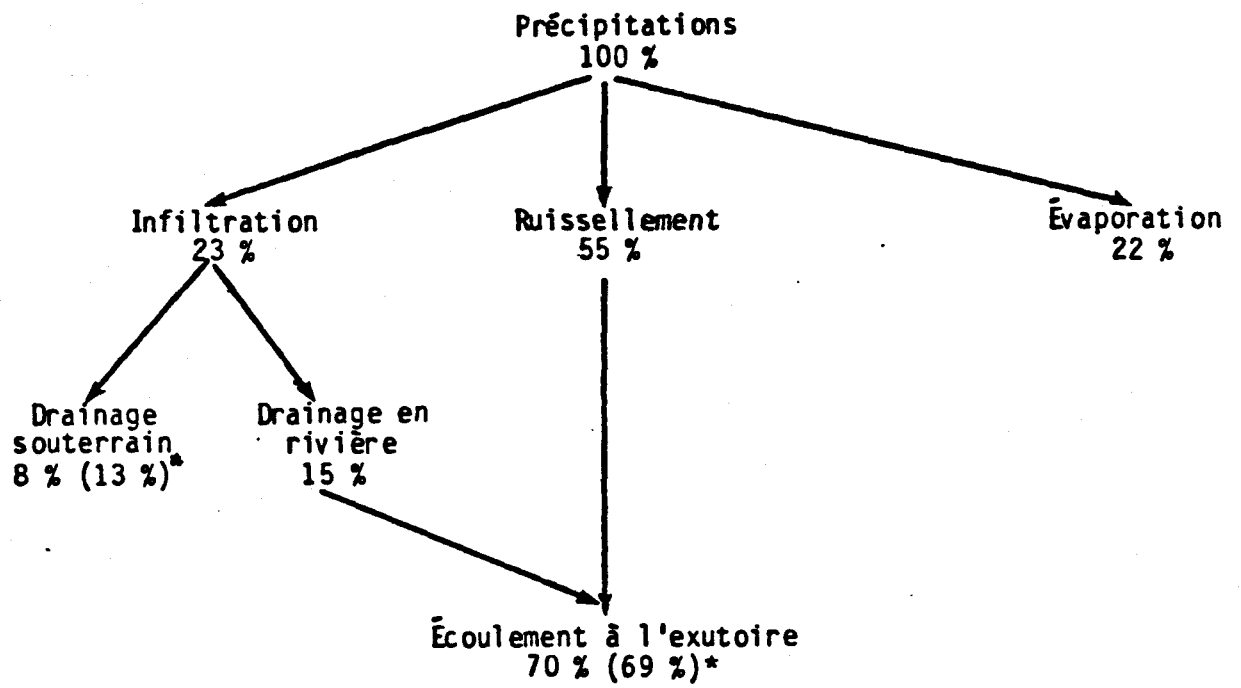 Précipitations
100 %
Infiltration
23 %
Ruissellement
55 %
Évaporation
22 %
Drainage
souterrain
8 % (13 %)*
Drainage en
rivière
15 %
Écoulement à l'exutoire
70 % (69 %)*